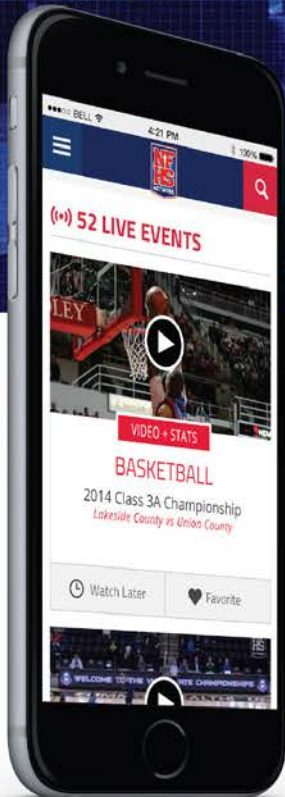 BELL
4:21 PM
100%
NFHS
NETWORK
52 LIVE EVENTS
LEY
VIDEO + STATS
BASKETBALL
2014 Class 3A Championship
Lakeside County vs Union County
Watch Later
Favorite
WELCOME TO THE
STATE CHAMPIONSHIPS